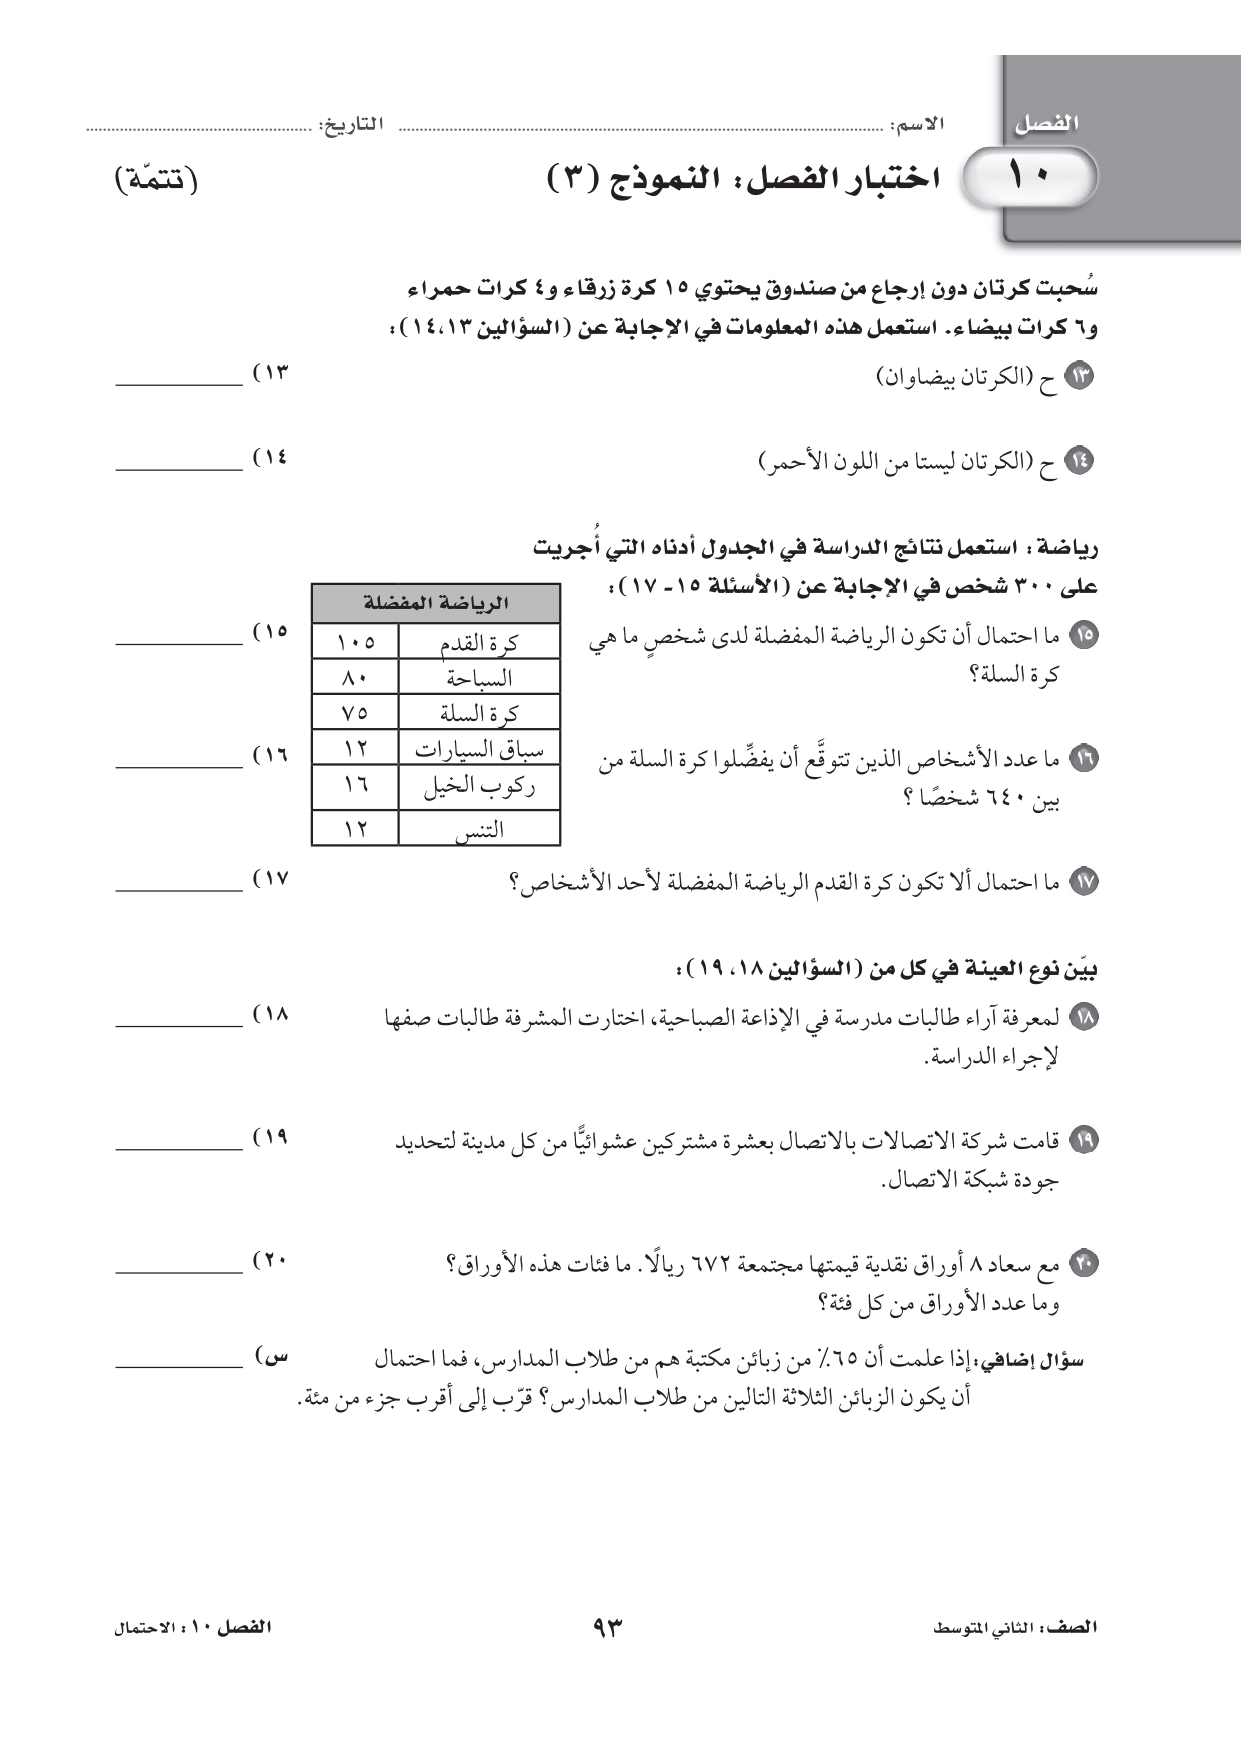 الفصل
١٠
الاسم: ........................ التاريخ: ........................
اختبار الفصل: النموذج (٣) (تتمّة)
سُحبت كرتان دون إرجاع من صندوق يحتوي ١٥ كرة زرقاء و٤ كرات حمراء
و٦ كرات بيضاء. استعمل هذه المعلومات في الإجابة عن (السؤالين ١٣،١٤):
١٣ ح (الكرتان بيضاوان) ١٣) __________
١٤ ح (الكرتان ليستا من اللون الأحمر) ١٤) __________
رياضة: استعمل نتائج الدراسة في الجدول أدناه التي أُجريت
على ٣٠٠ شخص في الإجابة عن (الأسئلة ١٥- ١٧):
الرياضة المفضلة
كرة القدم ١٠٥
السباحة ٨٠
كرة السلة ٧٥
سباق السيارات ١٢
ركوب الخيل ١٦
التنس ١٢
١٥ ما احتمال أن تكون الرياضة المفضلة لدى شخصٍ ما هي
كرة السلة؟
١٥) __________
١٦ ما عدد الأشخاص الذين تتوقَّع أن يفضِّلوا كرة السلة من
بين ٦٤٠ شخصًا ؟
١٦) __________
١٧ ما احتمال ألا تكون كرة القدم الرياضة المفضلة لأحد الأشخاص؟ ١٧) __________
بيّن نوع العينة في كل من (السؤالين ١٨، ١٩):
١٨ لمعرفة آراء طالبات مدرسة في الإذاعة الصباحية، اختارت المشرفة طالبات صفها ١٨) __________
لإجراء الدراسة.
١٩ قامت شركة الاتصالات بالاتصال بعشرة مشتركين عشوائيًّا من كل مدينة لتحديد ١٩) __________
جودة شبكة الاتصال.
٢٠ مع سعاد ٨ أوراق نقدية قيمتها مجتمعة ٦٧٢ ريالًا. ما فئات هذه الأوراق؟ ٢٠) __________
وما عدد الأوراق من كل فئة؟
سؤال إضافي: إذا علمت أن ٦٥٪ من زبائن مكتبة هم من طلاب المدارس، فما احتمال س) __________
أن يكون الزبائن الثلاثة التالين من طلاب المدارس؟ قرّب إلى أقرب جزء من مئة.
الصف: الثاني المتوسط ٩٣ الفصل ١٠: الاحتمال